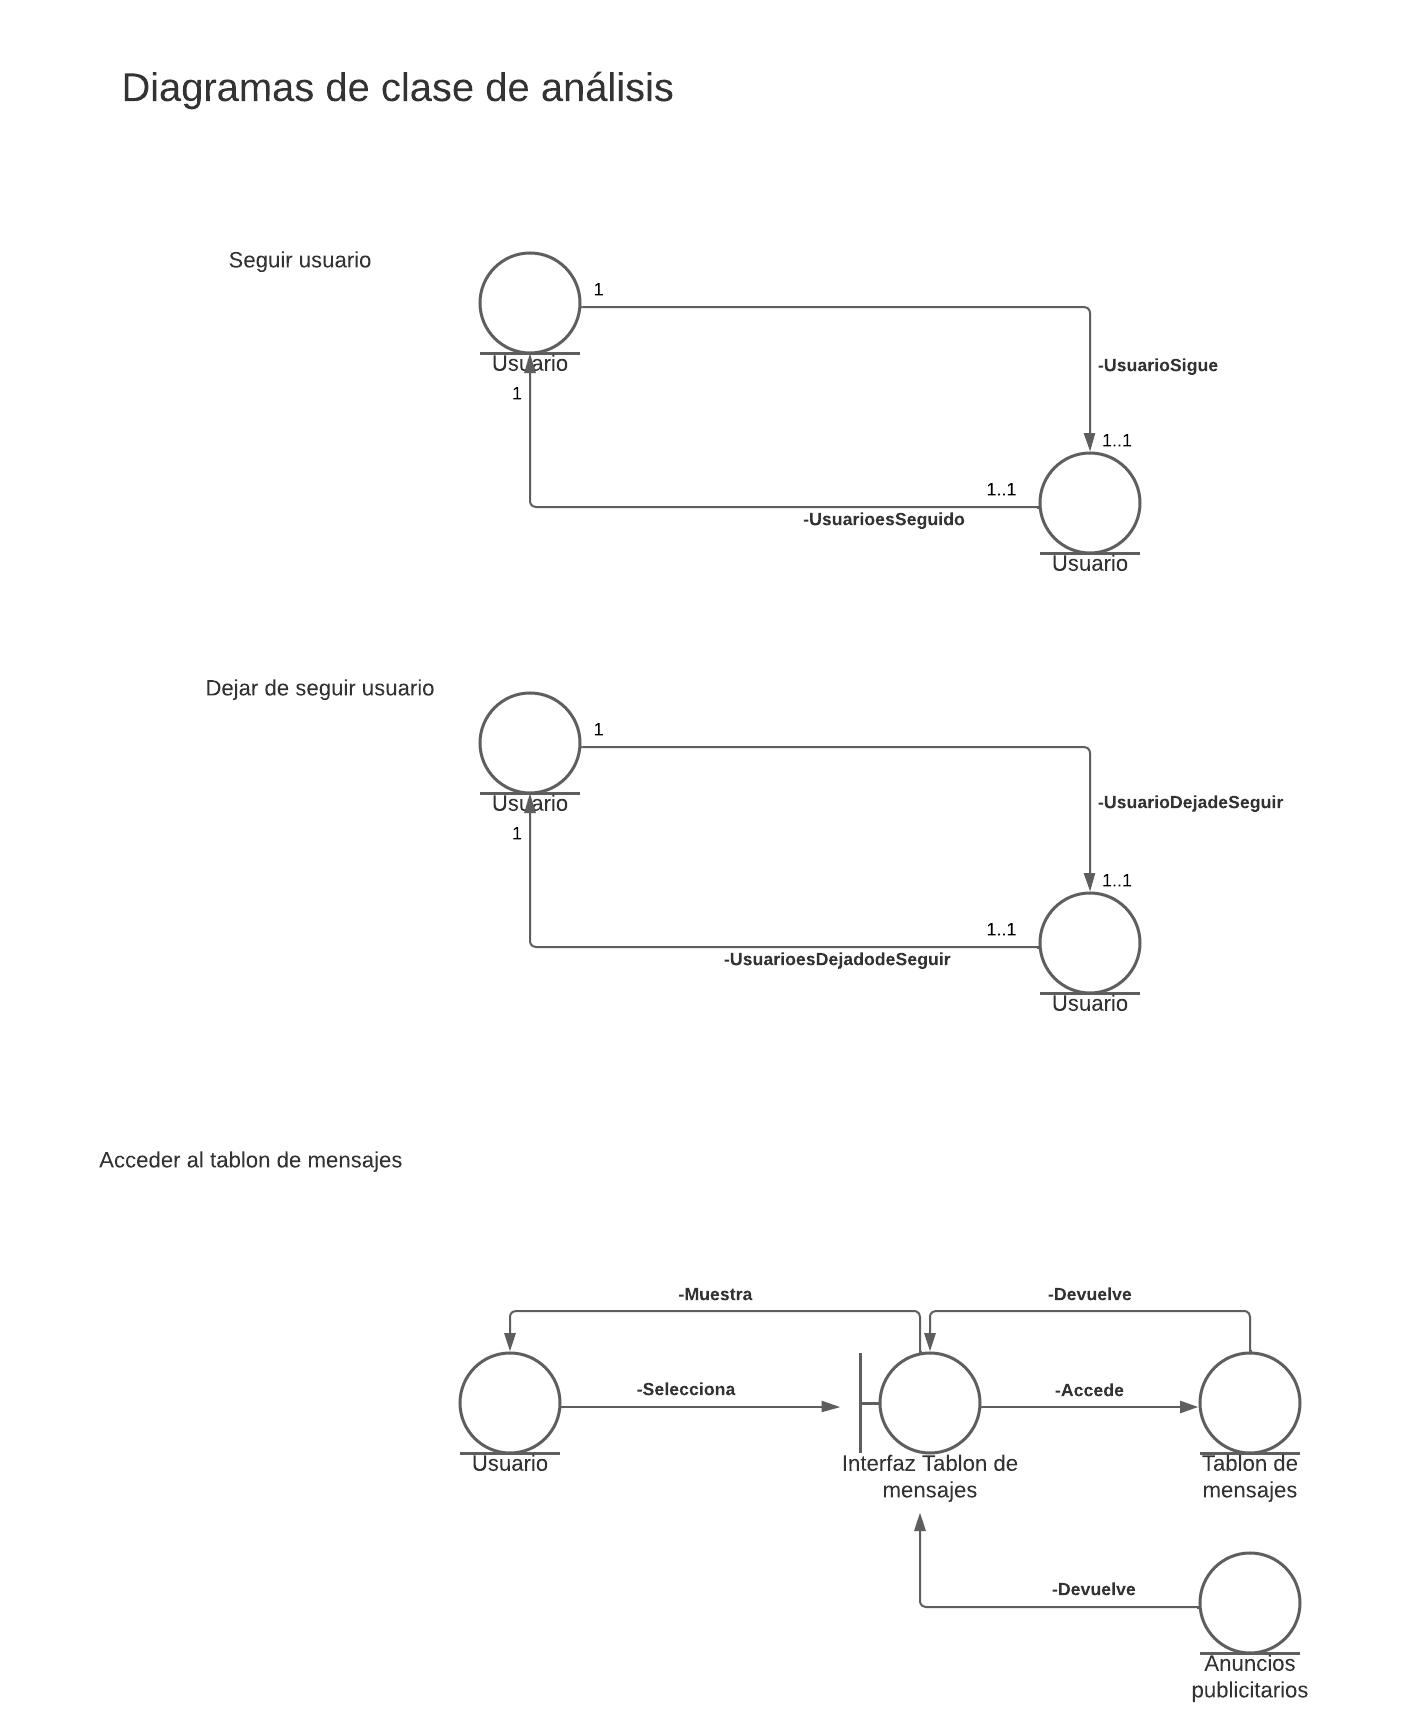 Diagramas de clase de análisis
Seguir usuario
1
Usuario
-UsuarioSigue
1
1..1
1..1
-UsuarioesSeguido
Usuario
Dejar de seguir usuario
1
Usuario
-UsuarioDejadeSeguir
1
1..1
1..1
-UsuarioesDejadodeSeguir
Usuario
Acceder al tablon de mensajes
-Muestra
-Devuelve
-Selecciona
-Accede
Usuario
Interfaz Tablon de
mensajes
Tablon de
mensajes
-Devuelve
Anuncios
publicitarios